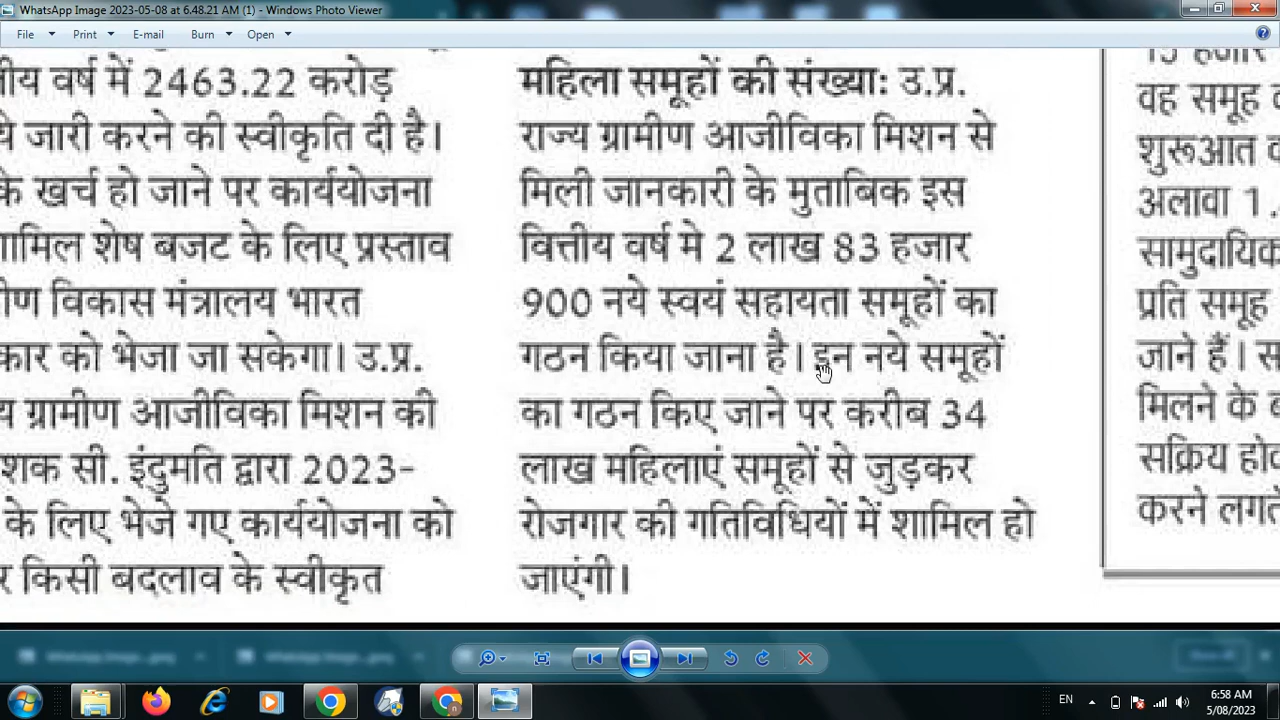 WhatsApp Image 2023-05-08 at 6.48.21 AM (1) - Windows Photo Viewer
File Print E-mail Burn Open
वर्ष में 2463.22 करोड़
जारी करने की स्वीकृति दी है।
खर्च हो जाने पर कार्ययोजना
शेष बजट के लिए प्रस्ताव
विकास मंत्रालय भारत
को भेजा जा सकेगा। उ.प्र.
ग्रामीण आजीविका मिशन की
सी. इंदुमति द्वारा 2023-
के लिए भेजे गए कार्ययोजना को
किसी बदलाव के स्वीकृत
महिला समूहों की संख्याः उ.प्र.
राज्य ग्रामीण आजीविका मिशन से
मिली जानकारी के मुताबिक इस
वित्तीय वर्ष मे 2 लाख 83 हजार
900 नये स्वयं सहायता समूहों का
गठन किया जाना है। इन नये समूहों
का गठन किए जाने पर करीब 34
लाख महिलाएं समूहों से जुड़कर
रोजगार की गतिविधियों में शामिल हो
जाएंगी।
वह समूह
शुरूआत
अलावा 1.
प्रति समूह
जाने हैं।
मिलने के
करने
EN
6:58 AM
5/08/2023